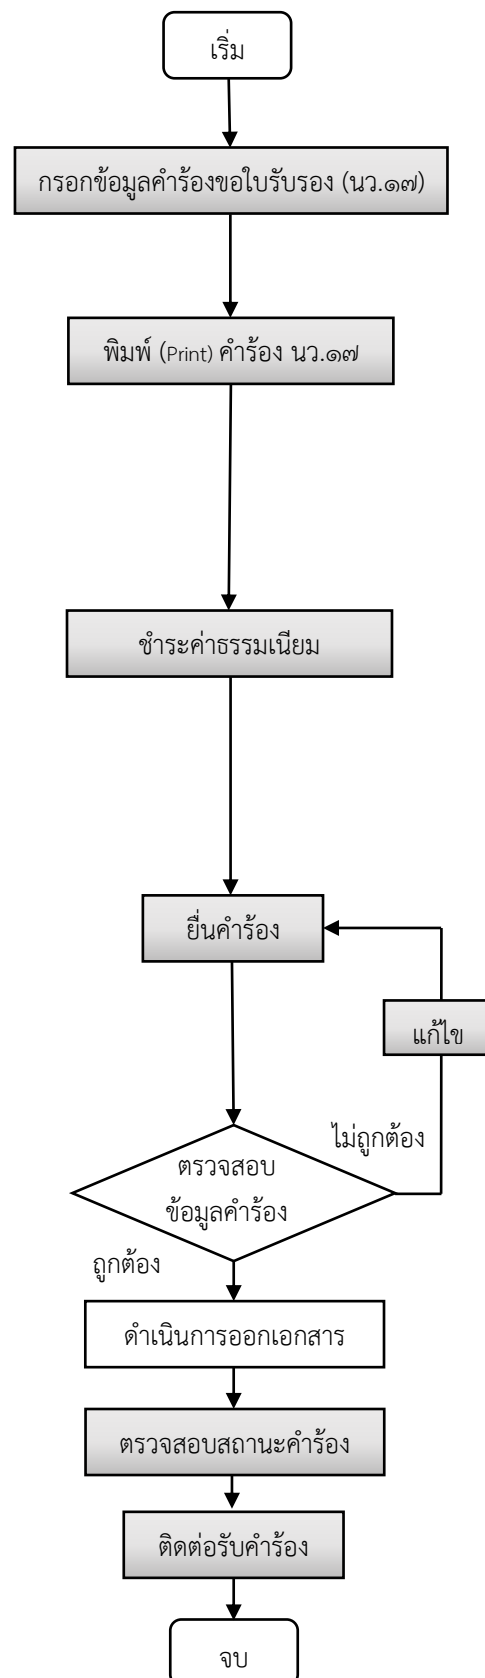 เริ่ม
กรอกข้อมูลคำร้องขอใบรับรอง (นว.๑๗)
พิมพ์ (Print) คำร้อง นว.๑๗
ชำระค่าธรรมเนียม
ยื่นคำร้อง
แก้ไข
ไม่ถูกต้อง
ตรวจสอบ
ข้อมูลคำร้อง
ถูกต้อง
ดำเนินการออกเอกสาร
ตรวจสอบสถานะคำร้อง
ติดต่อรับคำร้อง
จบ